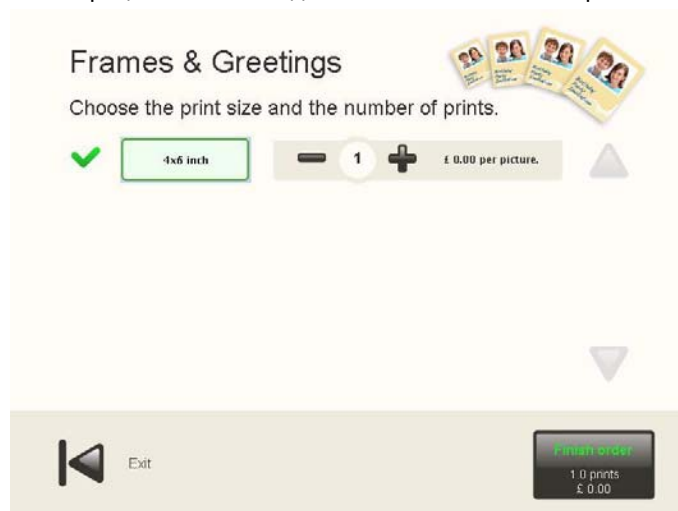 Frames & Greetings
Choose the print size and the number of prints.
4x6 inch
1
£ 0.00 per picture.
Exit
Finish order
1.0 prints
£ 0.00